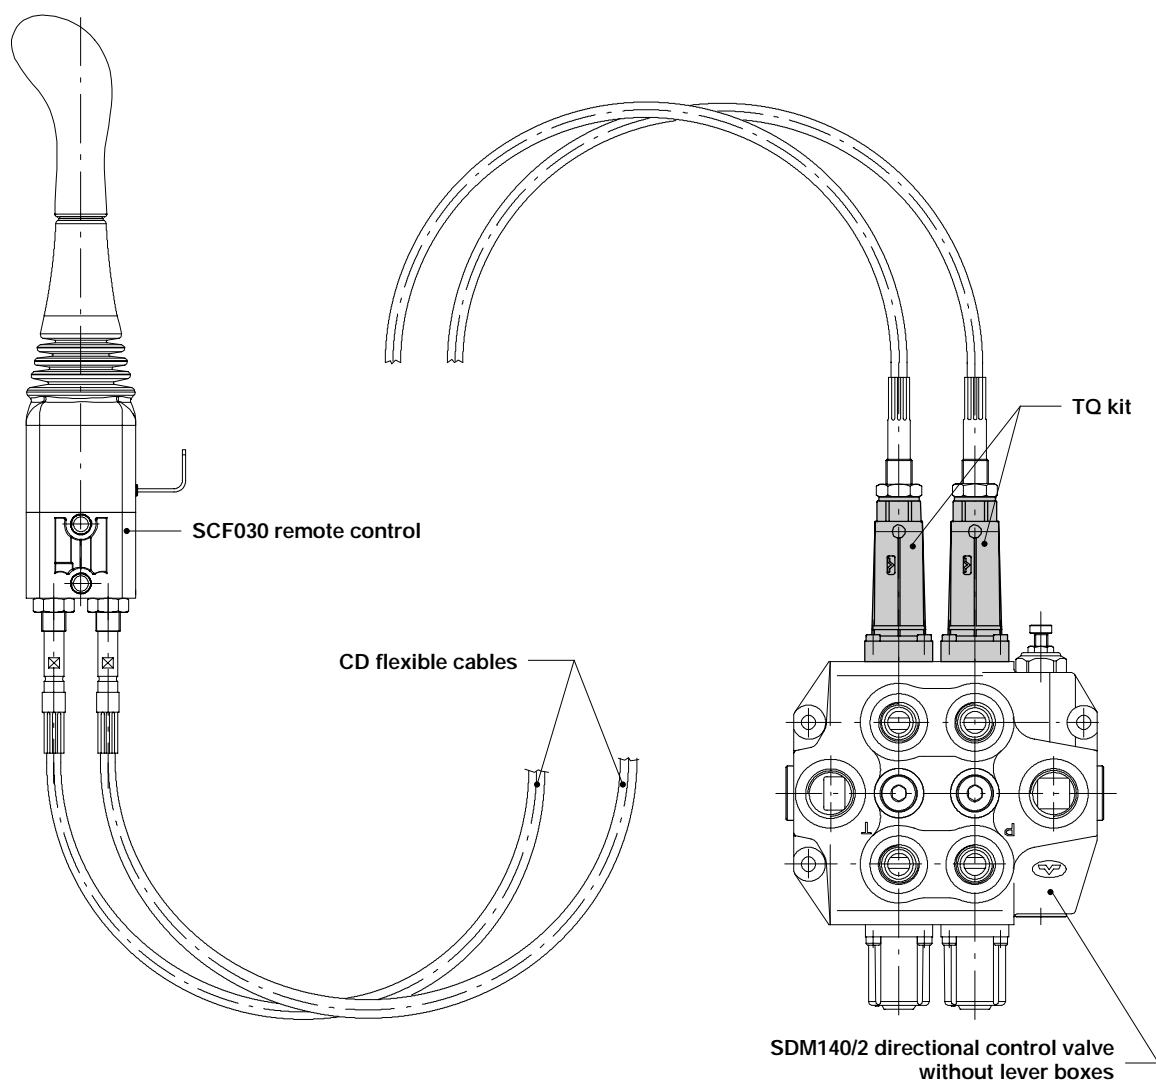 TQ kit
SCF030 remote control
CD flexible cables
T
P
SDM140/2 directional control valve
without lever boxes